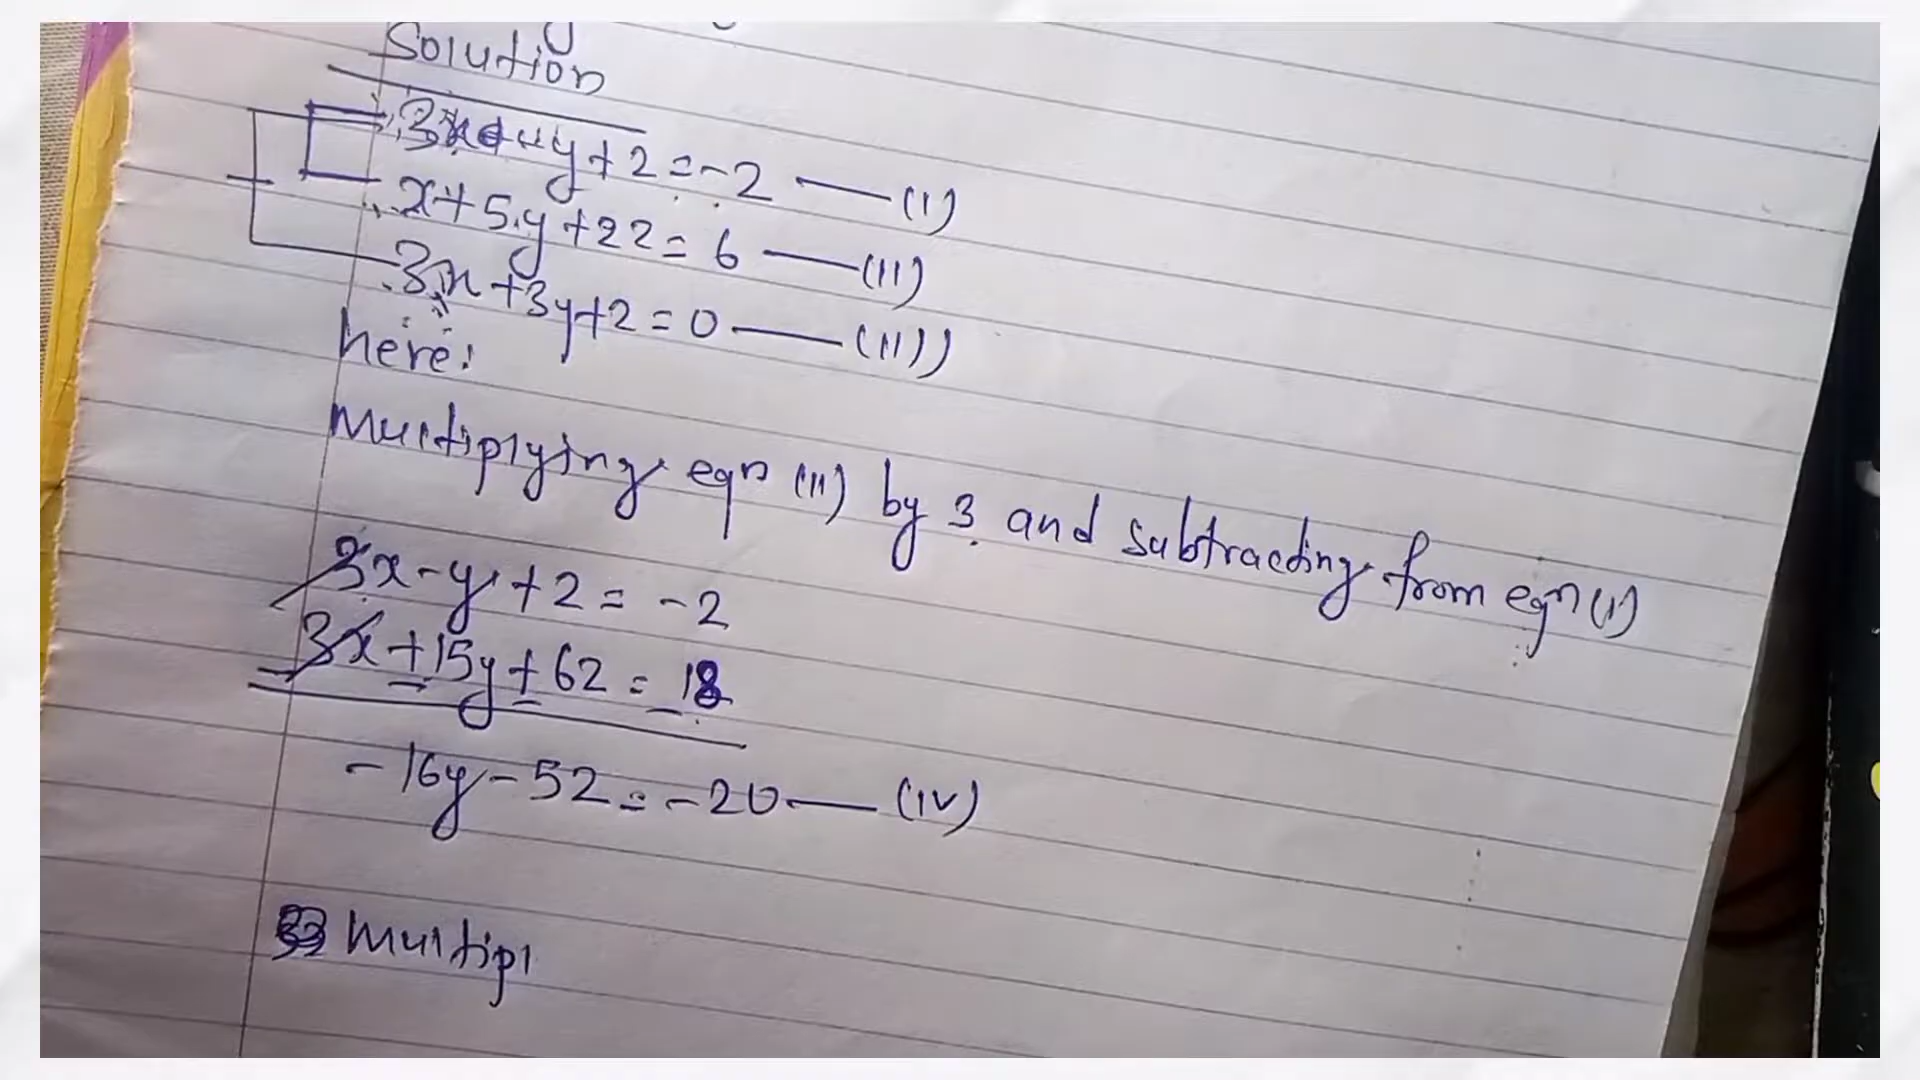 Solution
3x - y + z = -2 —— (I)
x + 5y + 2z = 6 —— (II)
3x + 3y + z = 0 —— (III)
here:
Multiplying eqn (II) by 3 and subtracting from eqn (I)
3x - y + z = -2
3x + 15y + 6z = 18
-16y - 5z = -20 —— (IV)
Multipl